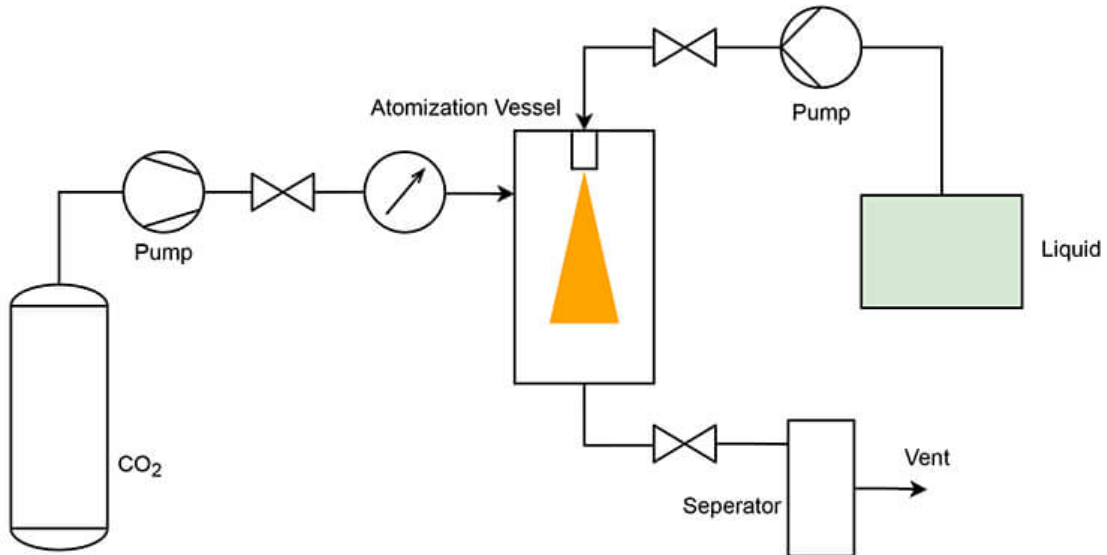 Atomization Vessel
Pump
Pump
Liquid
CO₂
Vent
Seperator